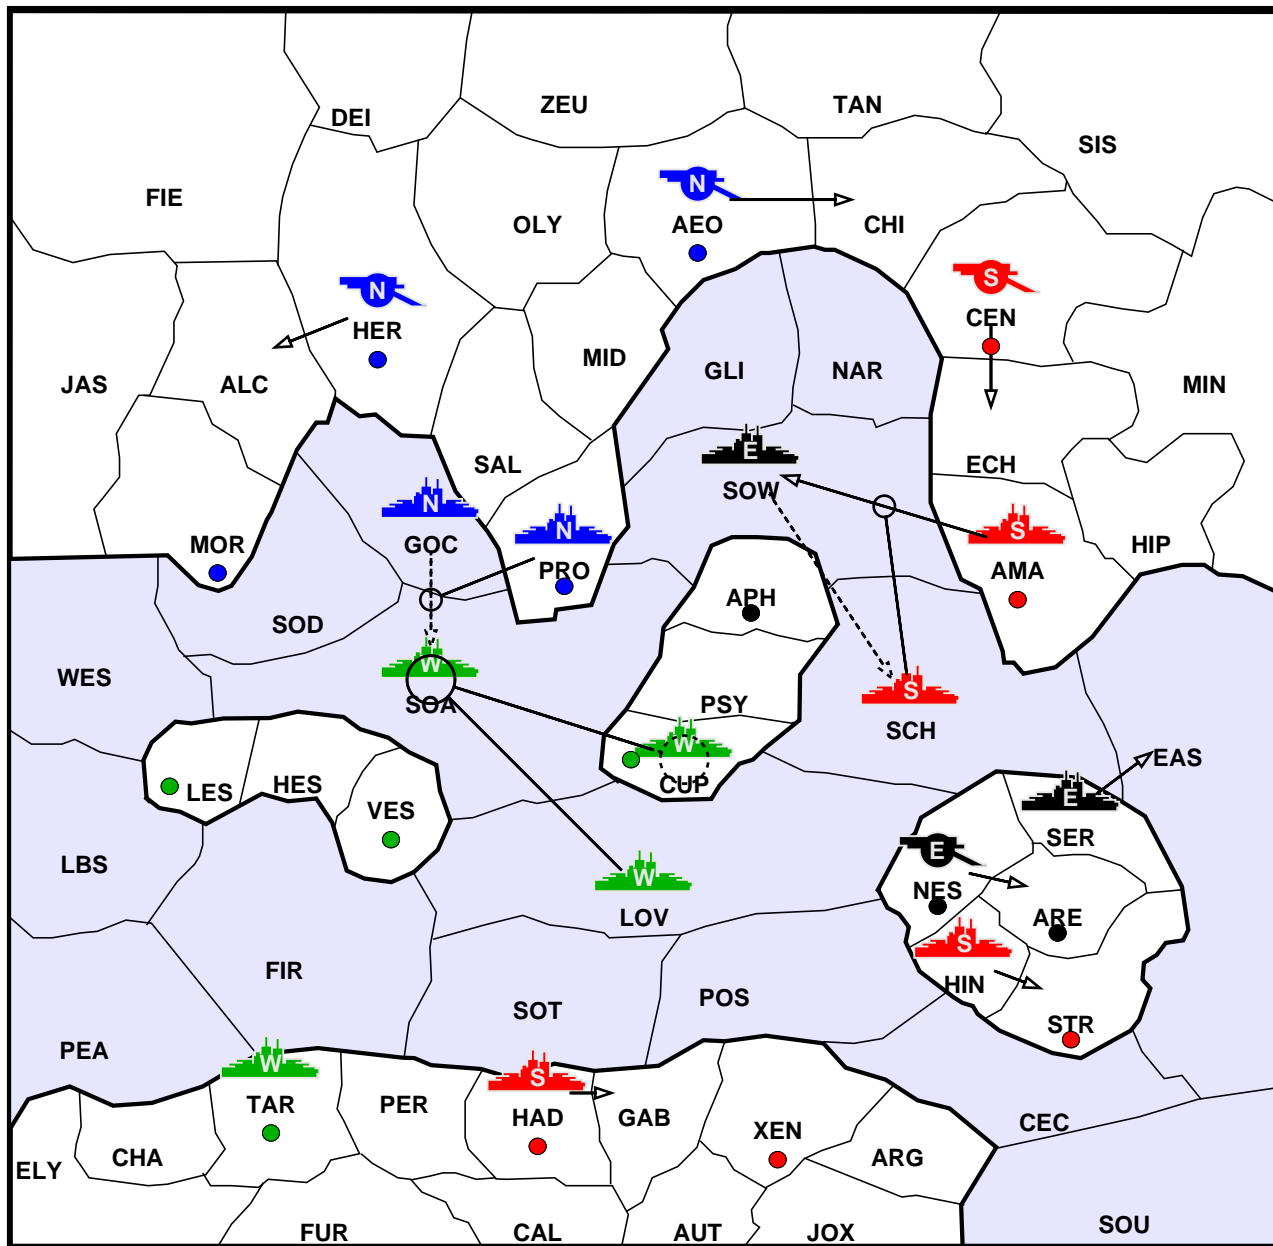 ZEU
TAN
DEI
SIS
N
FIE
OLY
AEO
CHI
S
N
CEN
HER
MID
GLI
NAR
JAS
ALC
MIN
E
SAL
ECH
SOW
N
N
S
MOR
GOC
PRO
AMA
HIP
APH
SOD
W
WES
SOA
S
PSY
SCH
W
EAS
CUP
HES
LES
VES
E
SER
E
LBS
W
NES
LOV
ARE
S
FIR
HIN
POS
SOT
STR
PEA
W
S
TAR
PER
HAD
GAB
CEC
XEN
CHA
ARG
ELY
SOU
FUR
CAL
AUT
JOX